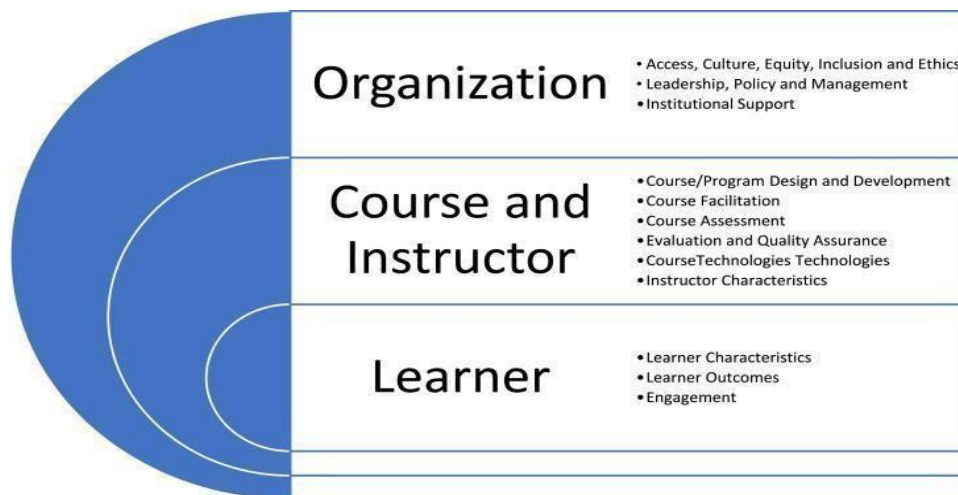 Organization
• Access, Culture, Equity, Inclusion and Ethics
• Leadership, Policy and Management
• Institutional Support
Course and
Instructor
• Course/Program Design and Development
• Course Facilitation
• Course Assessment
• Evaluation and Quality Assurance
• CourseTechnologies Technologies
• Instructor Characteristics
Learner
• Learner Characteristics
• Learner Outcomes
• Engagement